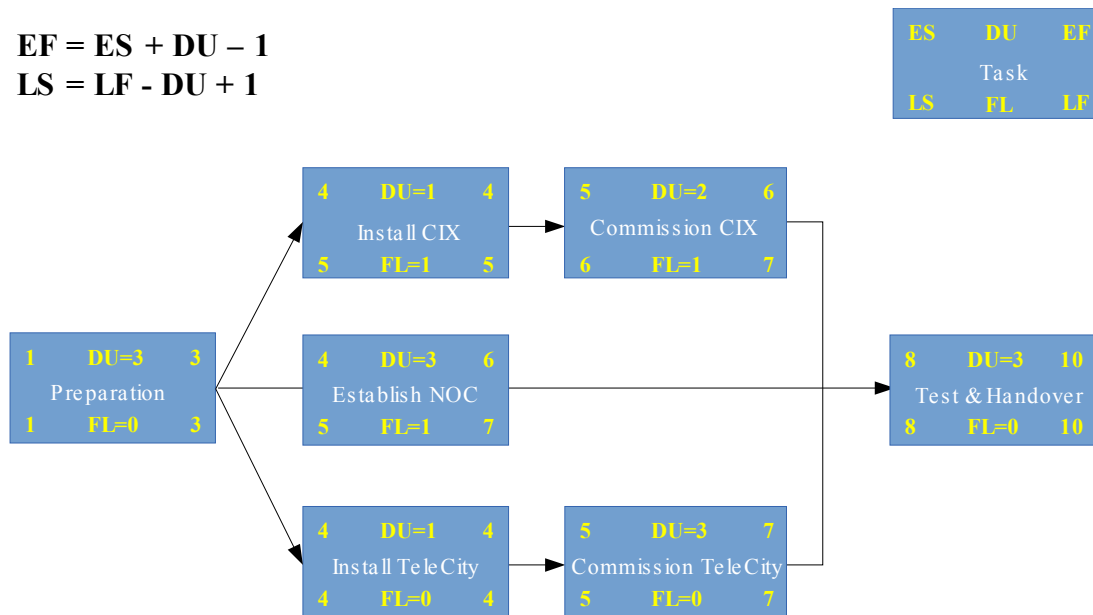 EF = ES + DU – 1
LS = LF - DU + 1
ES DU EF
Task
LS FL LF
4 DU=1 4
Install CIX
5 FL=1 5
5 DU=2 6
Commission CIX
6 FL=1 7
1 DU=3 3
Preparation
1 FL=0 3
4 DU=3 6
Establish NOC
5 FL=1 7
8 DU=3 10
Test & Handover
8 FL=0 10
4 DU=1 4
Install TeleCity
4 FL=0 4
5 DU=3 7
Commission TeleCity
5 FL=0 7